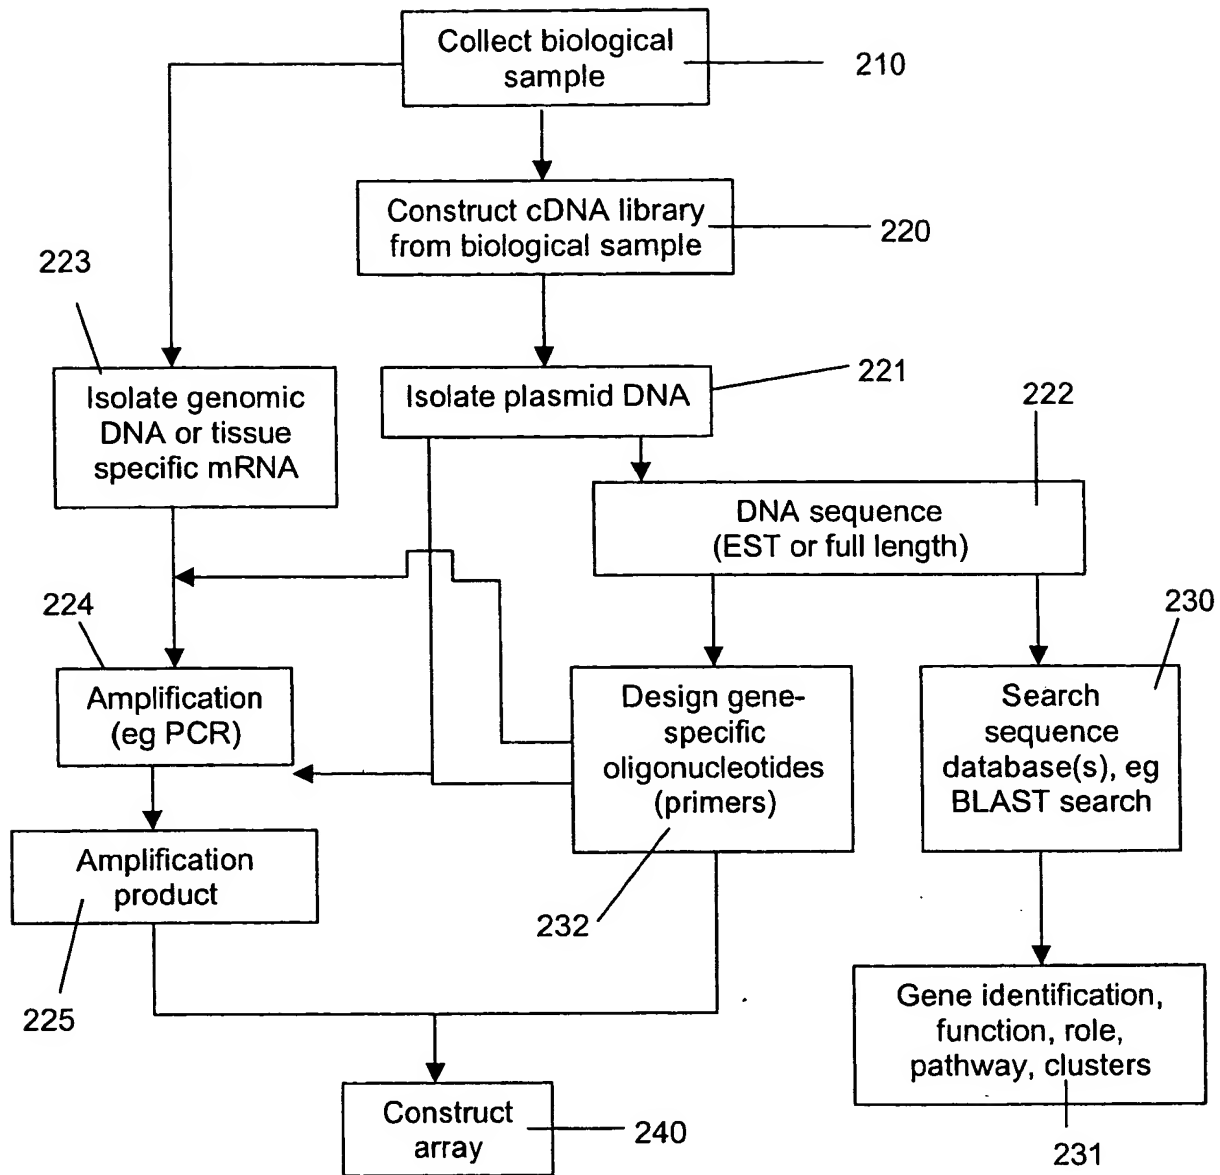 Collect biological
sample
210
Construct cDNA library
from biological sample
220
223
Isolate genomic
DNA or tissue
specific mRNA
Isolate plasmid DNA
221
222
DNA sequence
(EST or full length)
224
Amplification
(eg PCR)
Design gene-
specific
oligonucleotides
(primers)
232
230
Search
sequence
database(s), eg
BLAST search
Amplification
product
225
Gene identification,
function, role,
pathway, clusters
231
Construct
array
240